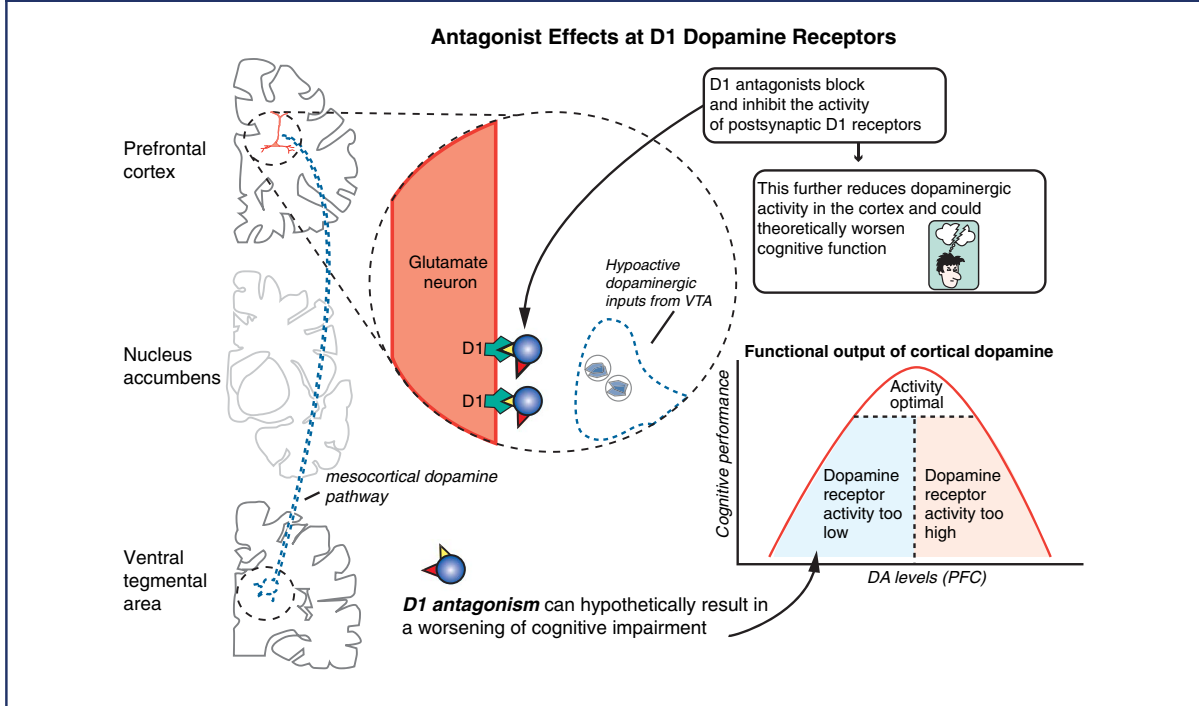 Antagonist Effects at D1 Dopamine Receptors
D1 antagonists block
and inhibit the activity
of postsynaptic D1 receptors
This further reduces dopaminergic
activity in the cortex and could
theoretically worsen
cognitive function
Prefrontal
cortex
Glutamate
neuron
Hypoactive
dopaminergic
inputs from VTA
D1
D1
Nucleus
accumbens
mesocortical dopamine
pathway
Ventral
tegmental
area
D1 antagonism can hypothetically result in
a worsening of cognitive impairment
Functional output of cortical dopamine
Cognitive performance
Activity
optimal
Dopamine
receptor
activity too
low
Dopamine
receptor
activity too
high
DA levels (PFC)